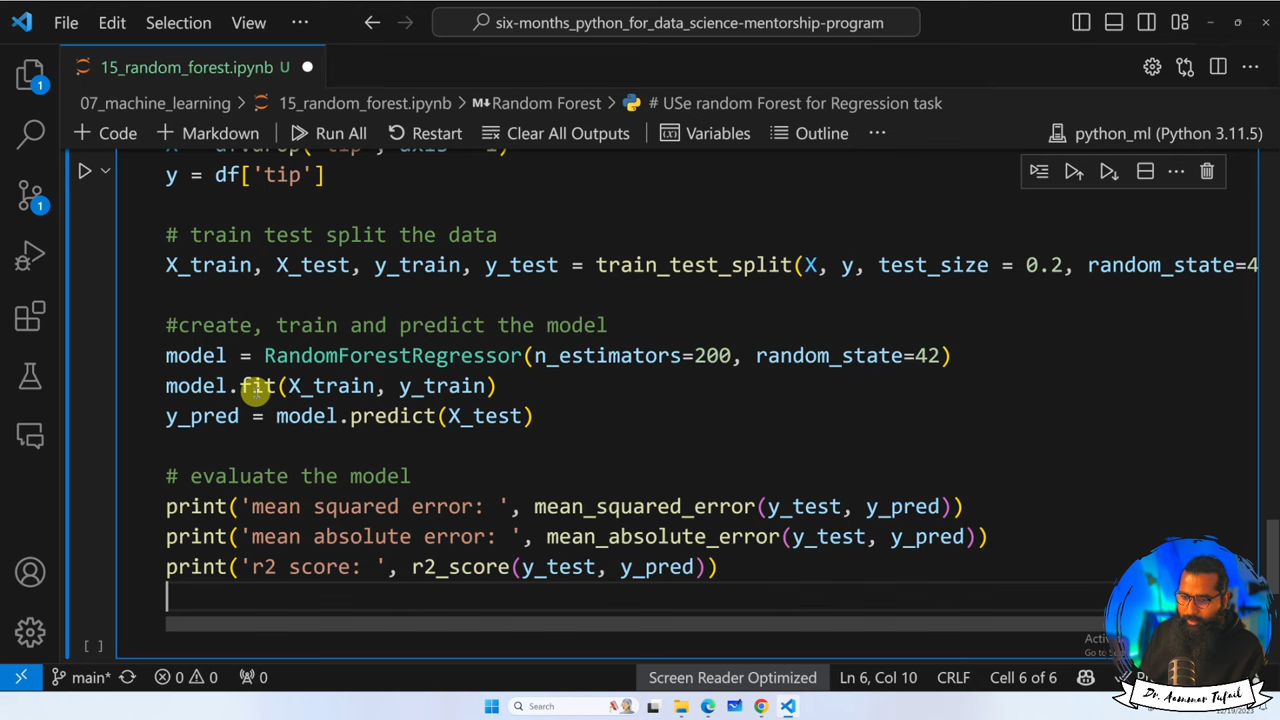 File Edit Selection View ··· six-months_python_for_data_science-mentorship-program
15_random_forest.ipynb U
07_machine_learning > 15_random_forest.ipynb > M↓Random Forest > # USe random Forest for Regression task
+ Code + Markdown Run All Restart Clear All Outputs Variables Outline ··· python_ml (Python 3.11.5)
y = df['tip']
# train test split the data
X_train, X_test, y_train, y_test = train_test_split(X, y, test_size = 0.2, random_state=4
#create, train and predict the model
model = RandomForestRegressor(n_estimators=200, random_state=42)
model.fit(X_train, y_train)
y_pred = model.predict(X_test)
# evaluate the model
print('mean squared error: ', mean_squared_error(y_test, y_pred))
print('mean absolute error: ', mean_absolute_error(y_test, y_pred))
print('r2 score: ', r2_score(y_test, y_pred))
[ ]
main* 0 0 0 Screen Reader Optimized Ln 6, Col 10 CRLF Cell 6 of 6
Dr. Aammar Tufail
Search